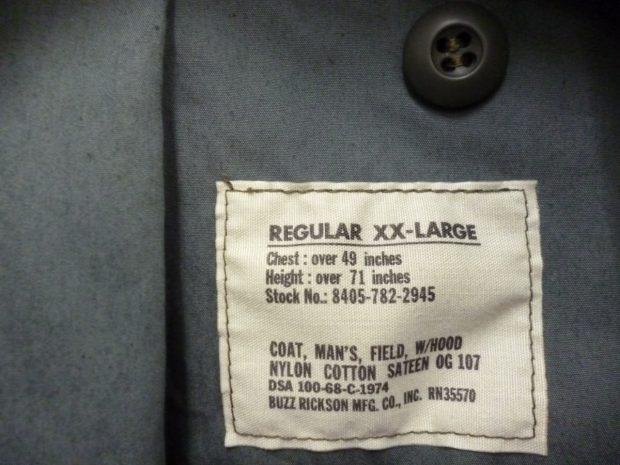 REGULAR XX-LARGE
Chest : over 49 inches
Height : over 71 inches
Stock No.: 8405-782-2945
COAT, MAN'S, FIELD, W/HOOD
NYLON COTTON SATEEN OG 107
DSA 100-68-C-1974
BUZZ RICKSON MFG. CO., INC. RN35570